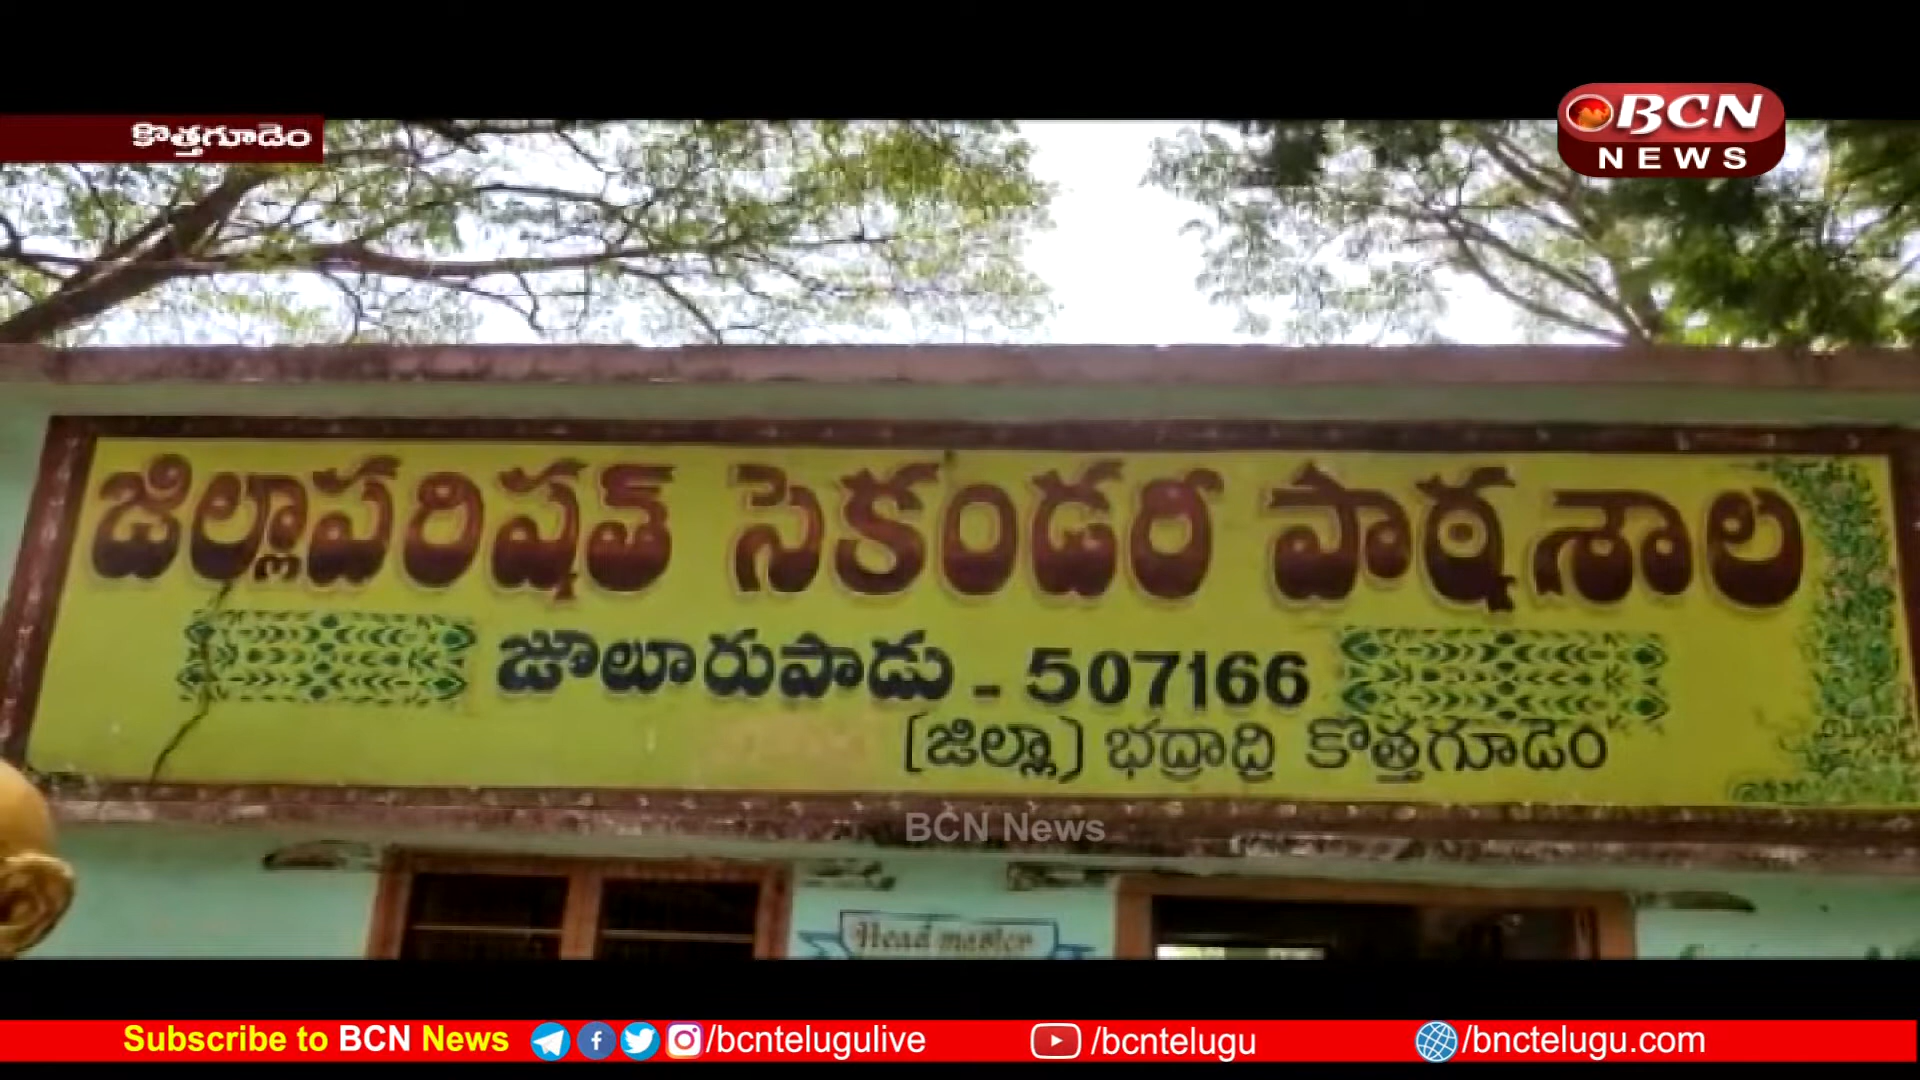 కొత్తగూడెం
BCN
NEWS
జిల్లాపరిషత్ సెకండరీ పాఠశాల
జూలూరుపాడు - 507166
(జిల్లా) భద్రాద్రి కొత్తగూడెం
BCN News
Head master
Subscribe to BCN News /bcntelugulive /bcntelugu /bnctelugu.com